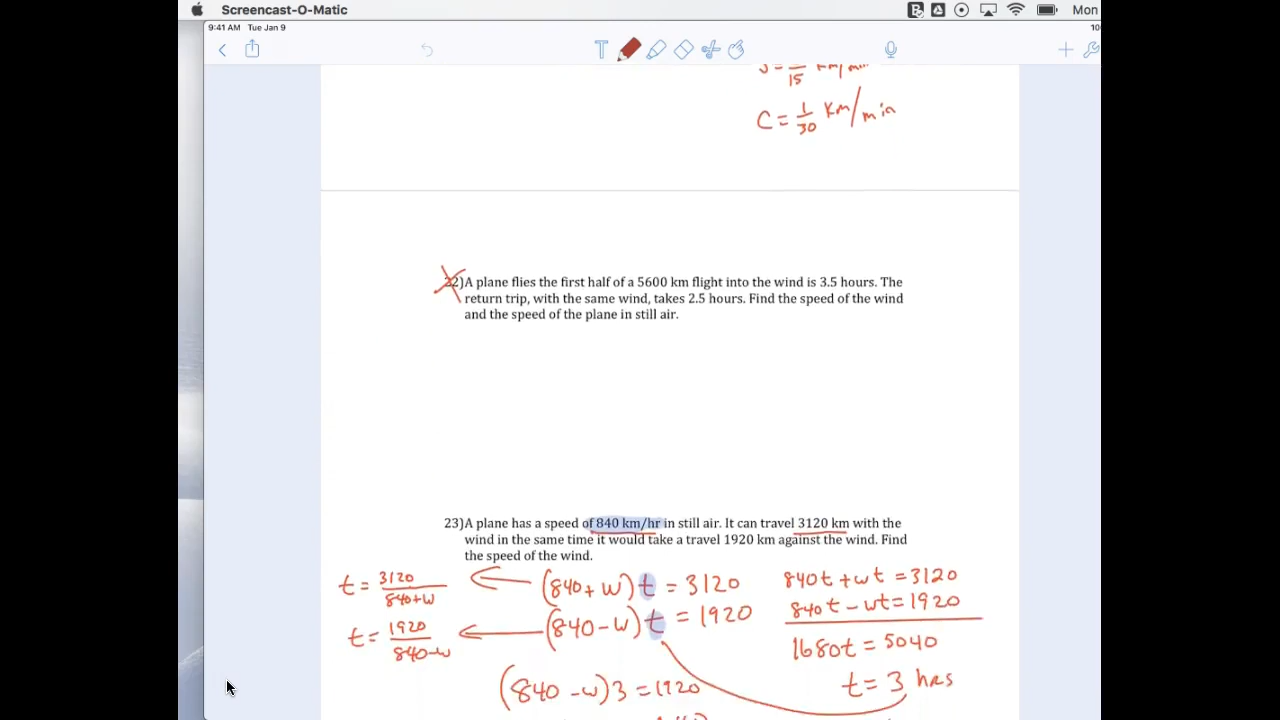 Screencast-O-Matic
Mon
9:41 AM Tue Jan 9
10
15 km/min
C = 1/30 km/min
22)A plane flies the first half of a 5600 km flight into the wind is 3.5 hours. The
return trip, with the same wind, takes 2.5 hours. Find the speed of the wind
and the speed of the plane in still air.
23)A plane has a speed of 840 km/hr in still air. It can travel 3120 km with the
wind in the same time it would take a travel 1920 km against the wind. Find
the speed of the wind.
t = 3120/840+w
(840+w)t = 3120
840t + wt = 3120
t = 1920/840-w
(840-w)t = 1920
840t - wt = 1920
1680t = 5040
(840-w)3 = 1920
t = 3 hrs